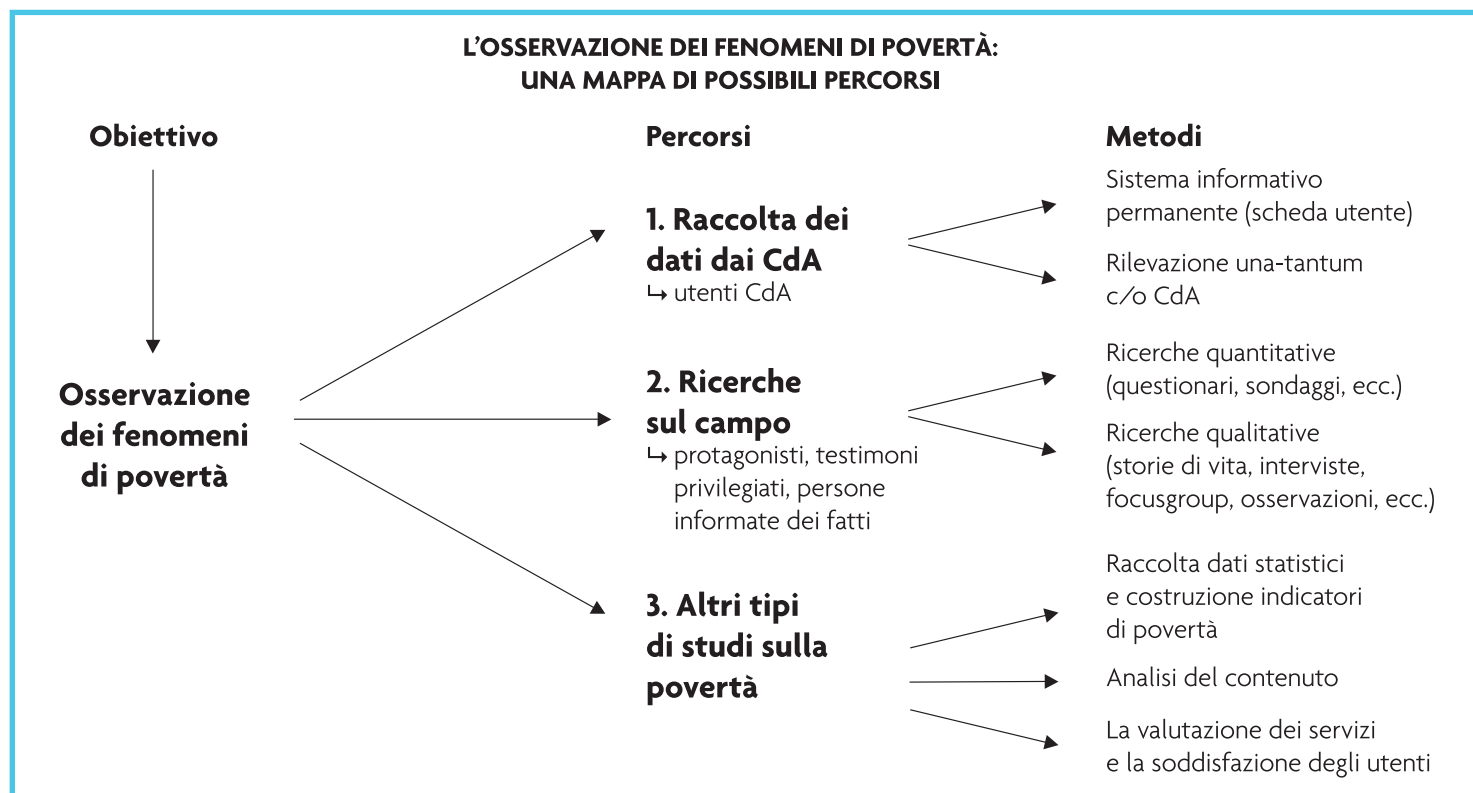 L'OSSERVAZIONE DEI FENOMENI DI POVERTÀ:
UNA MAPPA DI POSSIBILI PERCORSI
Obiettivo
Osservazione
dei fenomeni
di povertà
Percorsi
1. Raccolta dei
dati dai CdA
↳ utenti CdA
2. Ricerche
sul campo
↳ protagonisti, testimoni
privilegiati, persone
informate dei fatti
3. Altri tipi
di studi sulla
povertà
Metodi
Sistema informativo
permanente (scheda utente)
Rilevazione una-tantum
c/o CdA
Ricerche quantitative
(questionari, sondaggi, ecc.)
Ricerche qualitative
(storie di vita, interviste,
focusgroup, osservazioni, ecc.)
Raccolta dati statistici
e costruzione indicatori
di povertà
Analisi del contenuto
La valutazione dei servizi
e la soddisfazione degli utenti